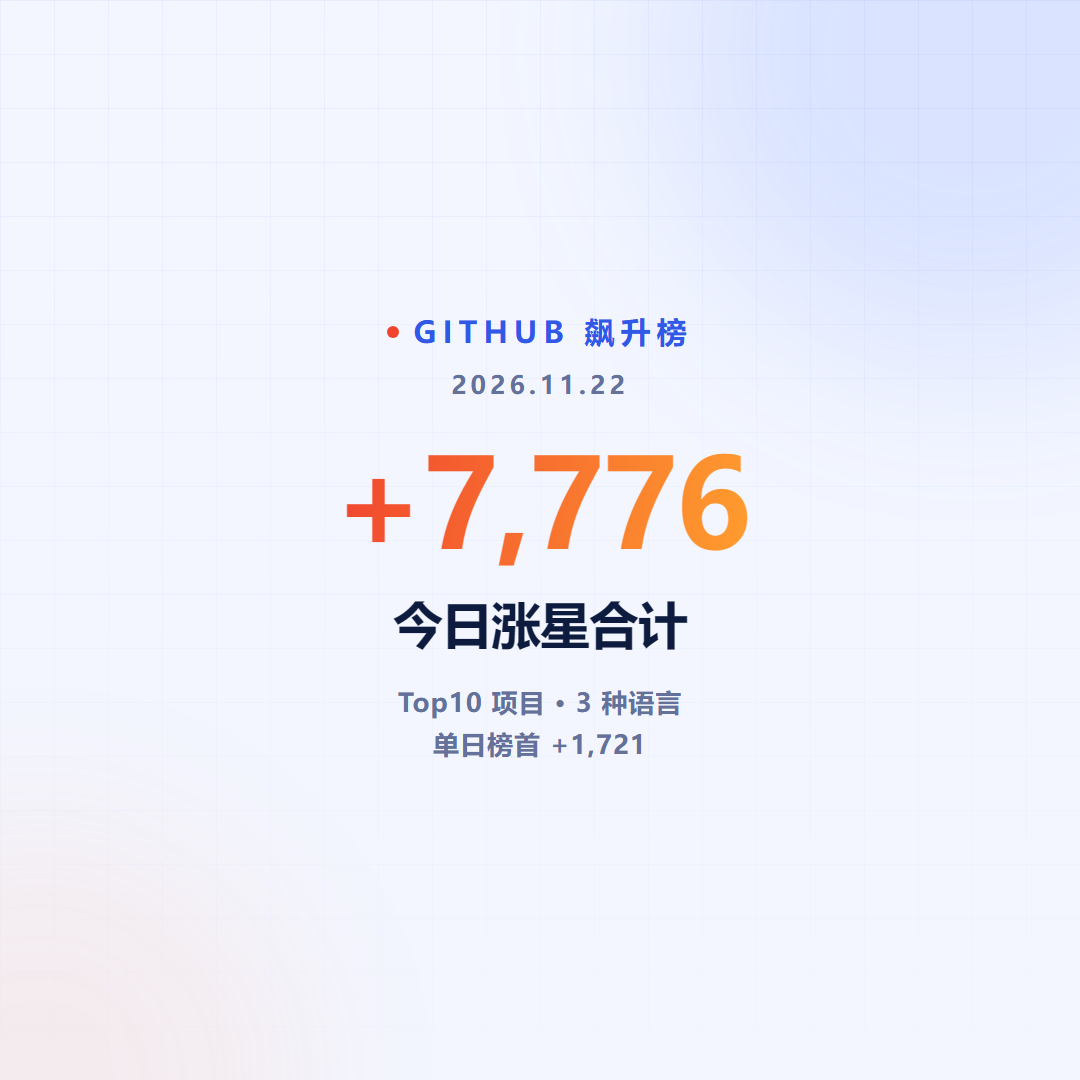 GITHUB 飙升榜
2026.11.22
+7,776
今日涨星合计
Top10 项目 • 3 种语言
单日榜首 +1,721